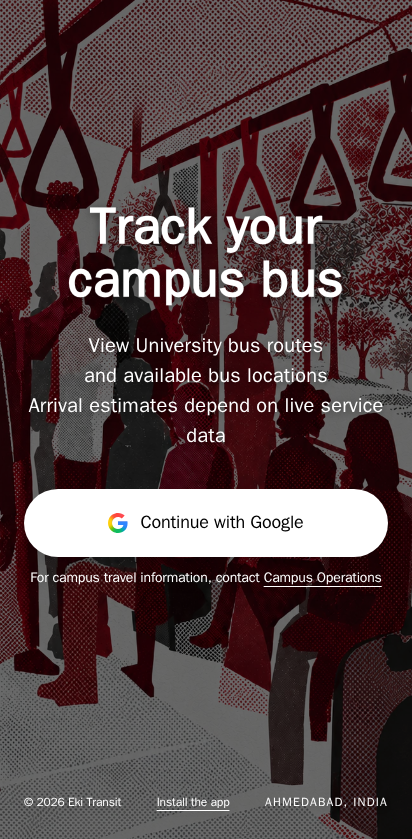 Track your
campus bus
View University bus routes
and available bus locations
Arrival estimates depend on live service
data
Continue with Google
For campus travel information, contact Campus Operations
© 2026 Eki Transit Install the app AHMEDABAD, INDIA